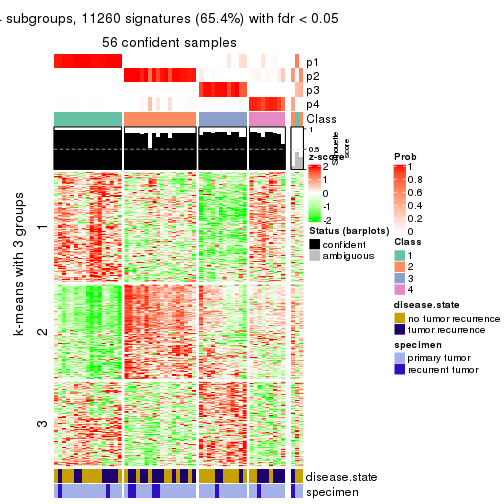 subgroups, 11260 signatures (65.4%) with fdr < 0.05
56 confident samples
p1
p2
p3
p4
Class
1
0.5
0
Silhouette
score
k-means with 3 groups
1
2
3
z-score
2
1
0
-1
-2
Status (barplots)
confident
ambiguous
Prob
1
0.8
0.6
0.4
0.2
0
Class
1
2
3
4
disease.state
no tumor recurrence
tumor recurrence
specimen
primary tumor
recurrent tumor
disease.state
specimen